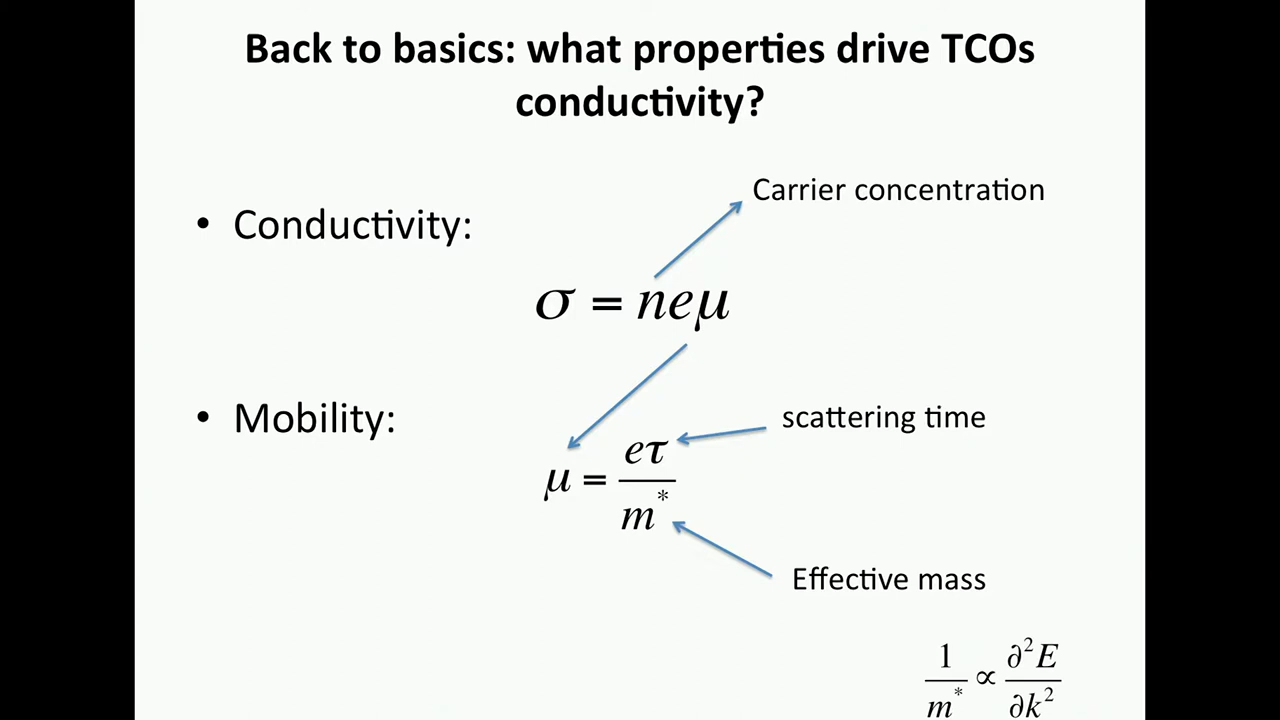 Back to basics: what properties drive TCOs
conductivity?
Carrier concentration
• Conductivity:
σ = neμ
• Mobility:
scattering time
μ = eτ / m*
Effective mass
1 / m* ∝ ∂²E / ∂k²